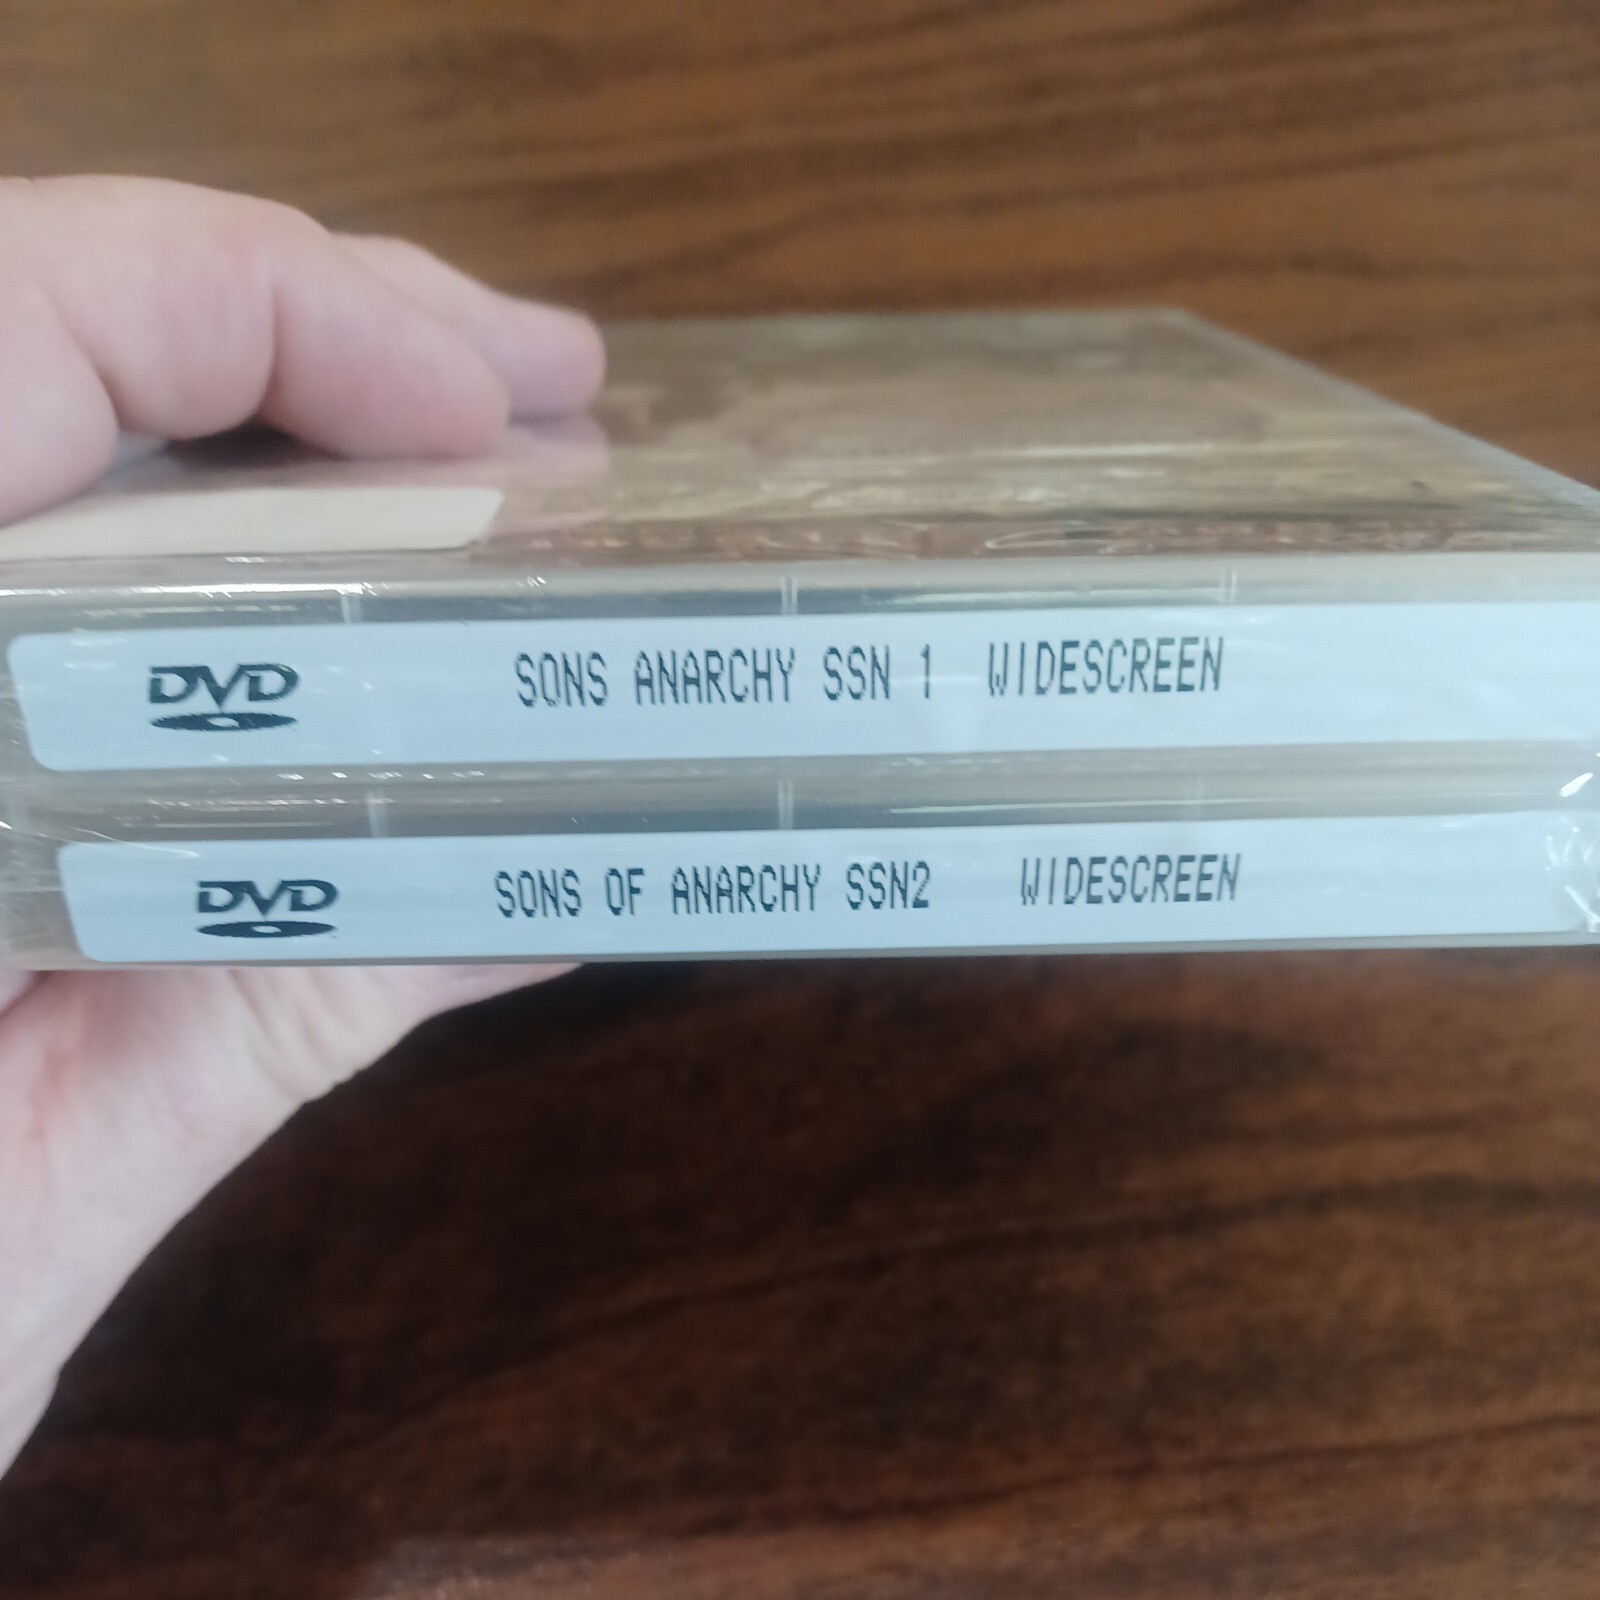 DVD SONS ANARCHY SSN 1 WIDESCREEN
DVD SONS OF ANARCHY SSN2 WIDESCREEN